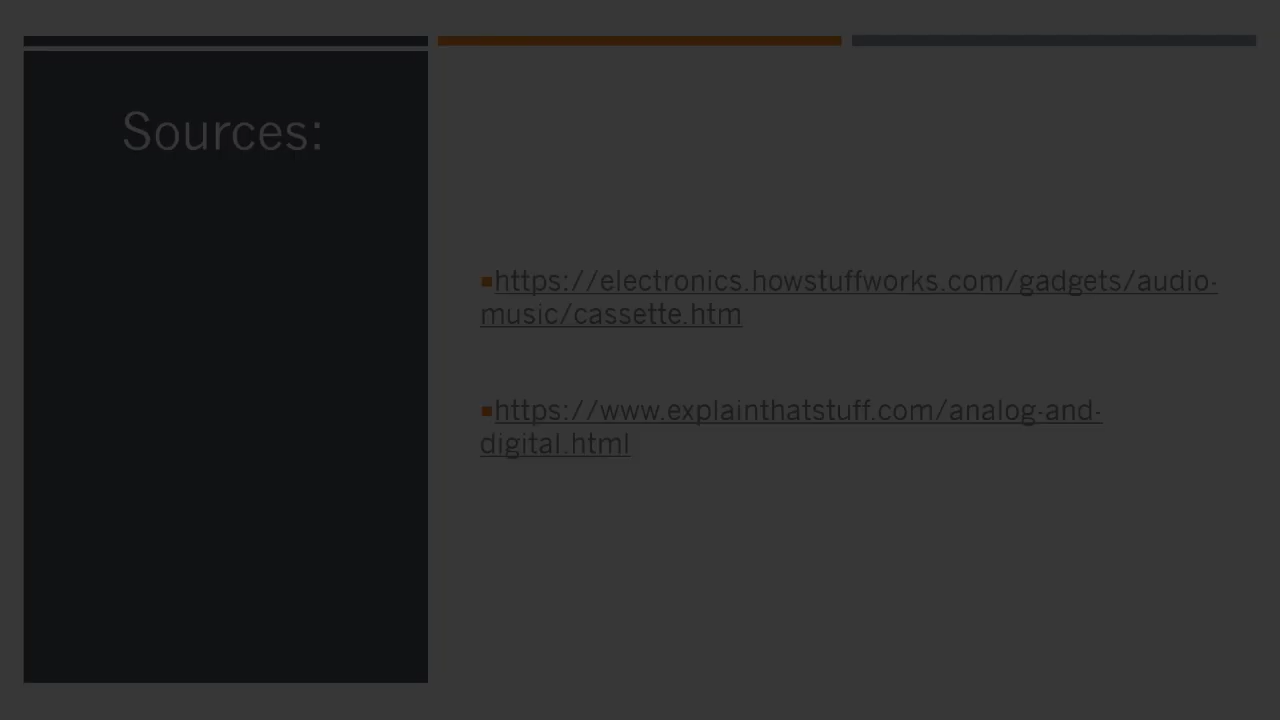 Sources:
https://electronics.howstuffworks.com/gadgets/audio-
music/cassette.htm
https://www.explainthatstuff.com/analog-and-
digital.html